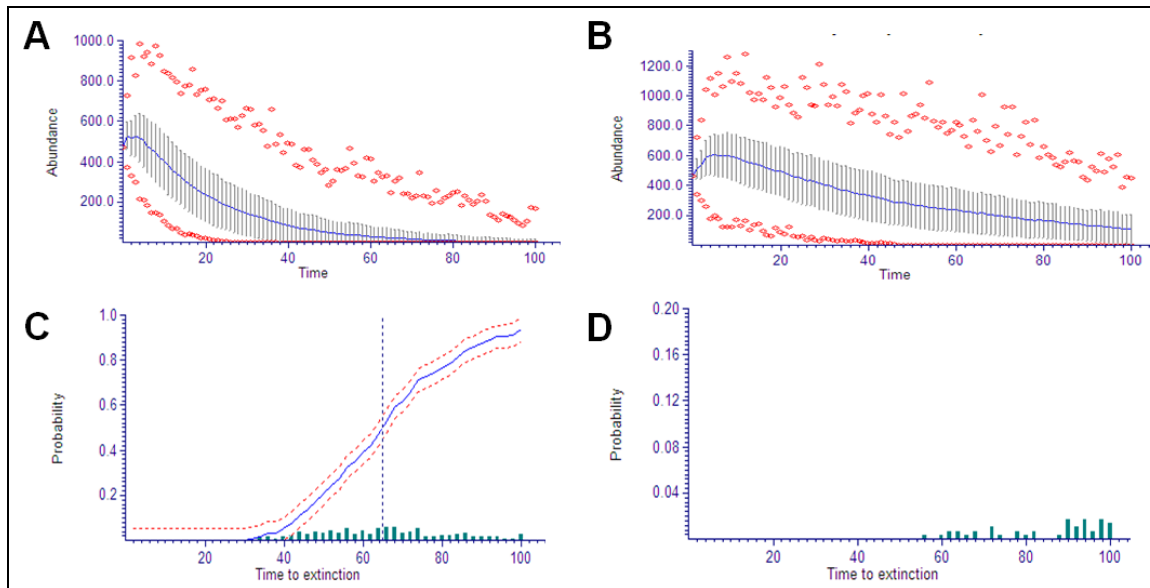 A
1000.0
800.0
600.0
400.0
200.0
Abundance
20 40 60 80 100
Time
B
1200.0
1000.0
800.0
600.0
400.0
200.0
Abundance
20 40 60 80 100
Time
C
1.0
0.8
0.6
0.4
0.2
Probability
20 40 60 80 100
Time to extinction
D
0.20
0.16
0.12
0.08
0.04
Probability
20 40 60 80 100
Time to extinction